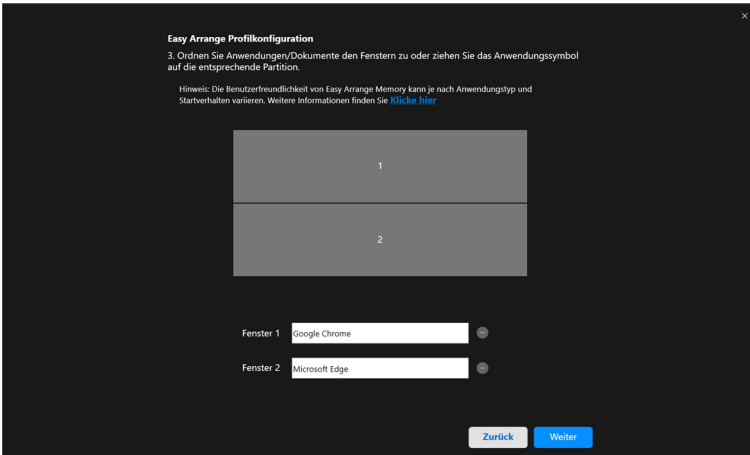 Easy Arrange Profilkonfiguration
3. Ordnen Sie Anwendungen/Dokumente den Fenstern zu oder ziehen Sie das Anwendungssymbol
auf die entsprechende Partition.
Hinweis: Die Benutzerfreundlichkeit von Easy Arrange Memory kann je nach Anwendungstyp und
Startverhalten variieren. Weitere Informationen finden Sie Klicke hier
1
2
Fenster 1 Google Chrome
Fenster 2 Microsoft Edge
Zurück Weiter